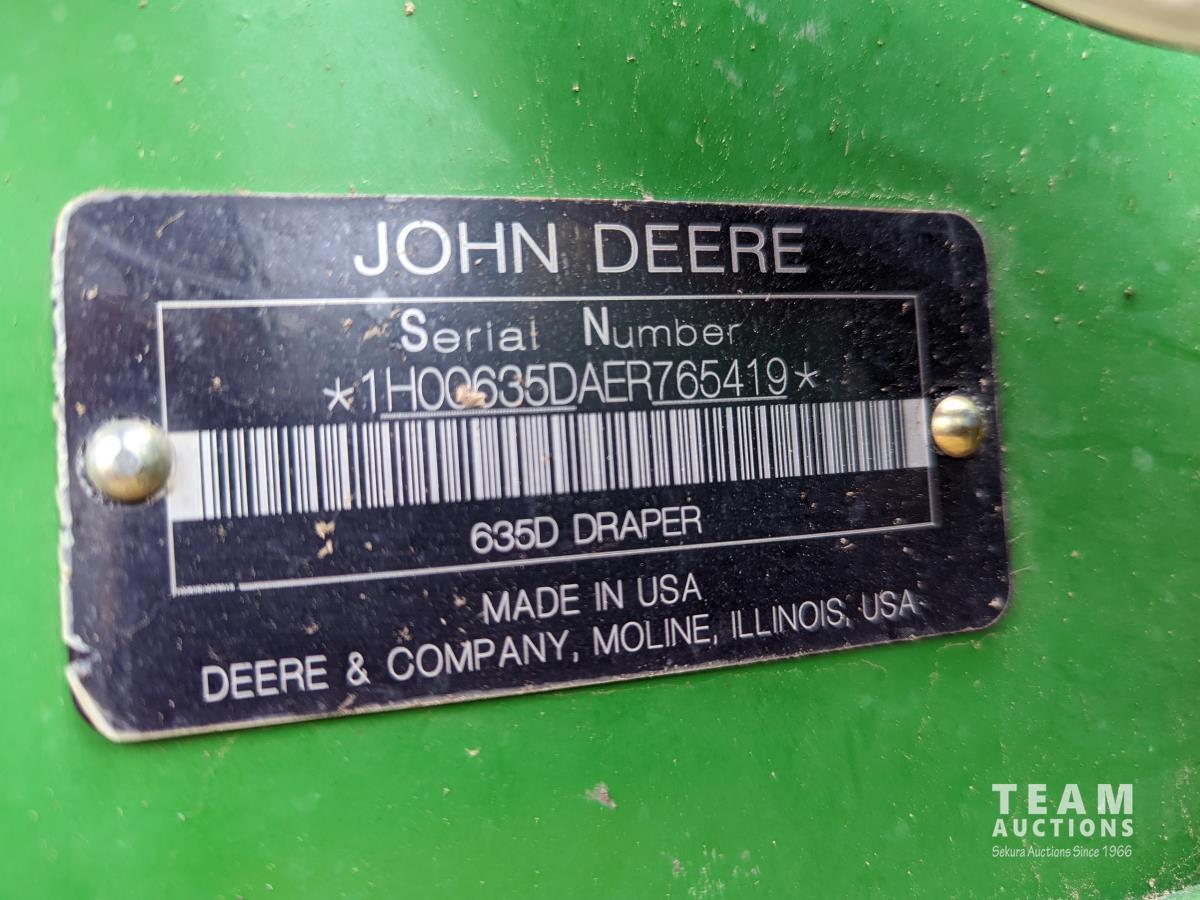 JOHN DEERE
Serial Number
*1H00635DAER765419*
635D DRAPER
MADE IN USA
DEERE & COMPANY, MOLINE, ILLINOIS, USA
TEAM
AUCTIONS
Sekura Auctions Since 1966